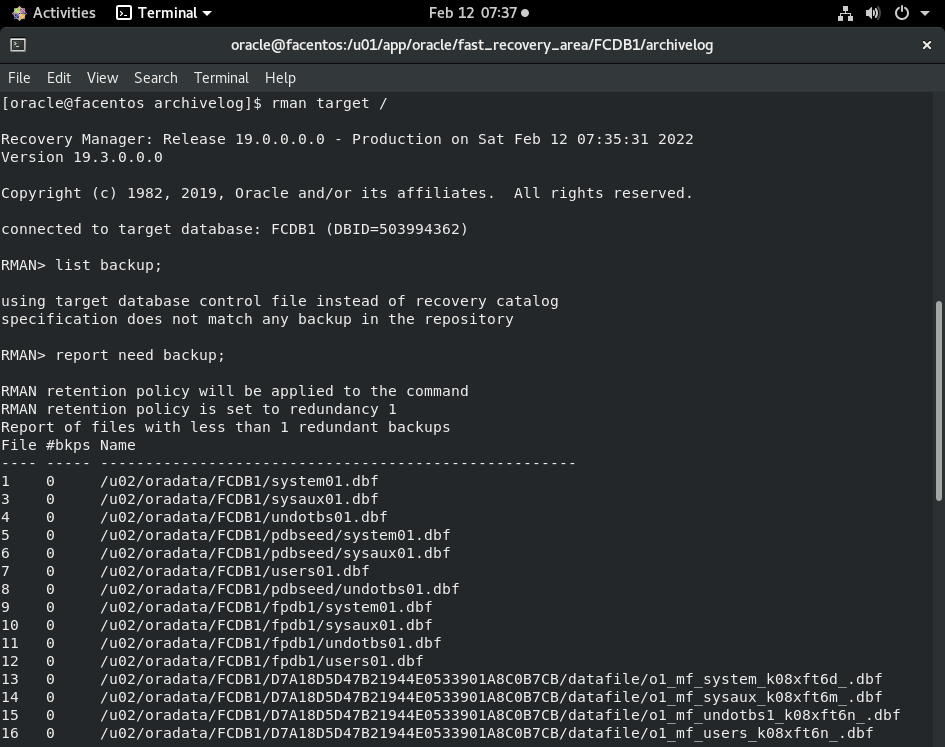 Activities Terminal Feb 12 07:37
oracle@facentos:/u01/app/oracle/fast_recovery_area/FCDB1/archivelog
File Edit View Search Terminal Help
[oracle@facentos archivelog]$ rman target /
Recovery Manager: Release 19.0.0.0.0 - Production on Sat Feb 12 07:35:31 2022
Version 19.3.0.0.0
Copyright (c) 1982, 2019, Oracle and/or its affiliates.  All rights reserved.
connected to target database: FCDB1 (DBID=503994362)
RMAN> list backup;
using target database control file instead of recovery catalog
specification does not match any backup in the repository
RMAN> report need backup;
RMAN retention policy will be applied to the command
RMAN retention policy is set to redundancy 1
Report of files with less than 1 redundant backups
File #bkps Name
---- ----- -----------------------------------------------------
1    0     /u02/oradata/FCDB1/system01.dbf
3    0     /u02/oradata/FCDB1/sysaux01.dbf
4    0     /u02/oradata/FCDB1/undotbs01.dbf
5    0     /u02/oradata/FCDB1/pdbseed/system01.dbf
6    0     /u02/oradata/FCDB1/pdbseed/sysaux01.dbf
7    0     /u02/oradata/FCDB1/users01.dbf
8    0     /u02/oradata/FCDB1/pdbseed/undotbs01.dbf
9    0     /u02/oradata/FCDB1/fpdb1/system01.dbf
10   0     /u02/oradata/FCDB1/fpdb1/sysaux01.dbf
11   0     /u02/oradata/FCDB1/fpdb1/undotbs01.dbf
12   0     /u02/oradata/FCDB1/fpdb1/users01.dbf
13   0     /u02/oradata/FCDB1/D7A18D5D47B21944E0533901A8C0B7CB/datafile/o1_mf_system_k08xft6d_.dbf
14   0     /u02/oradata/FCDB1/D7A18D5D47B21944E0533901A8C0B7CB/datafile/o1_mf_sysaux_k08xft6m_.dbf
15   0     /u02/oradata/FCDB1/D7A18D5D47B21944E0533901A8C0B7CB/datafile/o1_mf_undotbs1_k08xft6n_.dbf
16   0     /u02/oradata/FCDB1/D7A18D5D47B21944E0533901A8C0B7CB/datafile/o1_mf_users_k08xft6n_.dbf